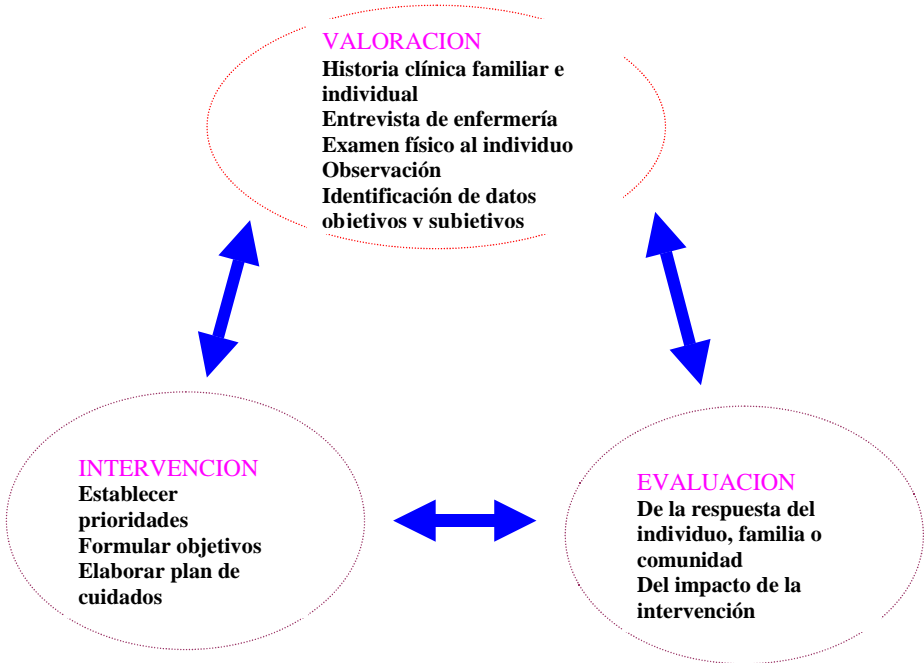 VALORACION
Historia clínica familiar e
individual
Entrevista de enfermería
Examen físico al individuo
Observación
Identificación de datos
objetivos y subjetivos
INTERVENCION
Establecer
prioridades
Formular objetivos
Elaborar plan de
cuidados
EVALUACION
De la respuesta del
individuo, familia o
comunidad
Del impacto de la
intervención